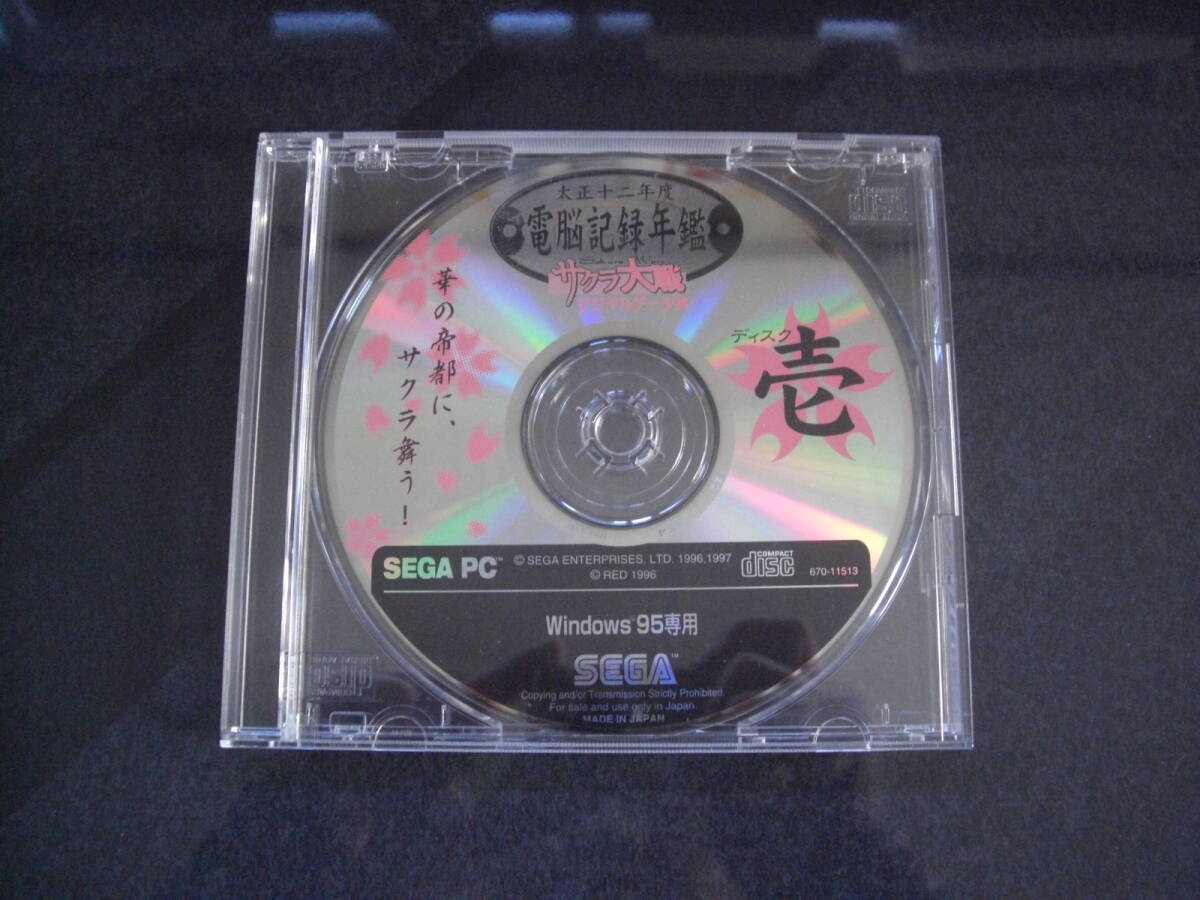 太正十二年度
電脳記録年鑑
サクラ大戦
華の帝都に、
サクラ舞う!
ディスク
壱
SEGA PC™
© SEGA ENTERPRISES, LTD. 1996,1997
© RED 1996
COMPACT
disc
670-11513
Windows 95専用
SEGA™
Copying and/or Transmission Strictly Prohibited.
For sale and use only in Japan.
MADE IN JAPAN